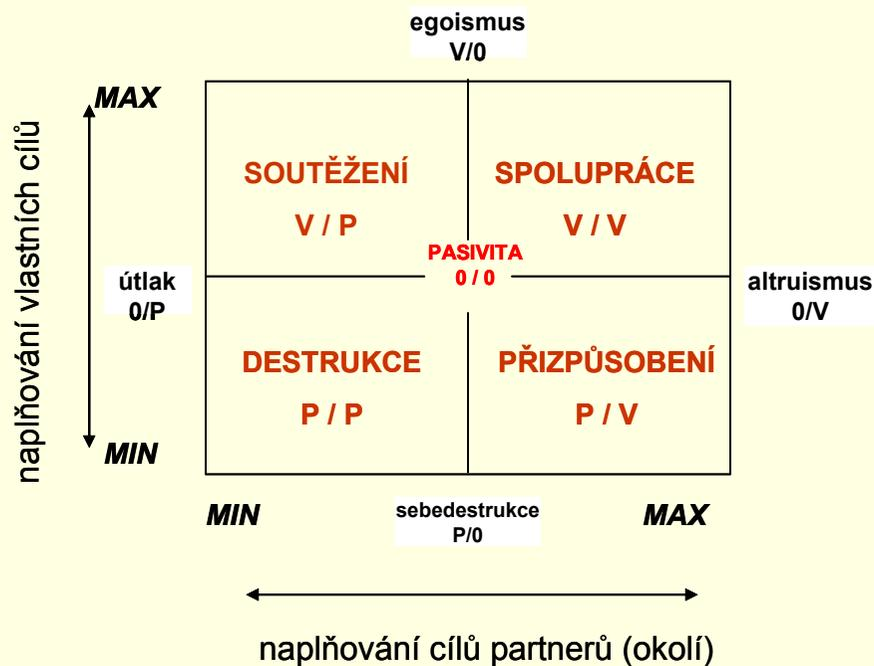 egoismus
V/0
MAX
SOUTĚŽENÍ
V / P
SPOLUPRÁCE
V / V
PASIVITA
0 / 0
útlak
0/P
altruismus
0/V
DESTRUKCE
P / P
PŘIZPŮSOBENÍ
P / V
MIN
naplňování vlastních cílů
MIN
sebedestrukce
P/0
MAX
naplňování cílů partnerů (okolí)